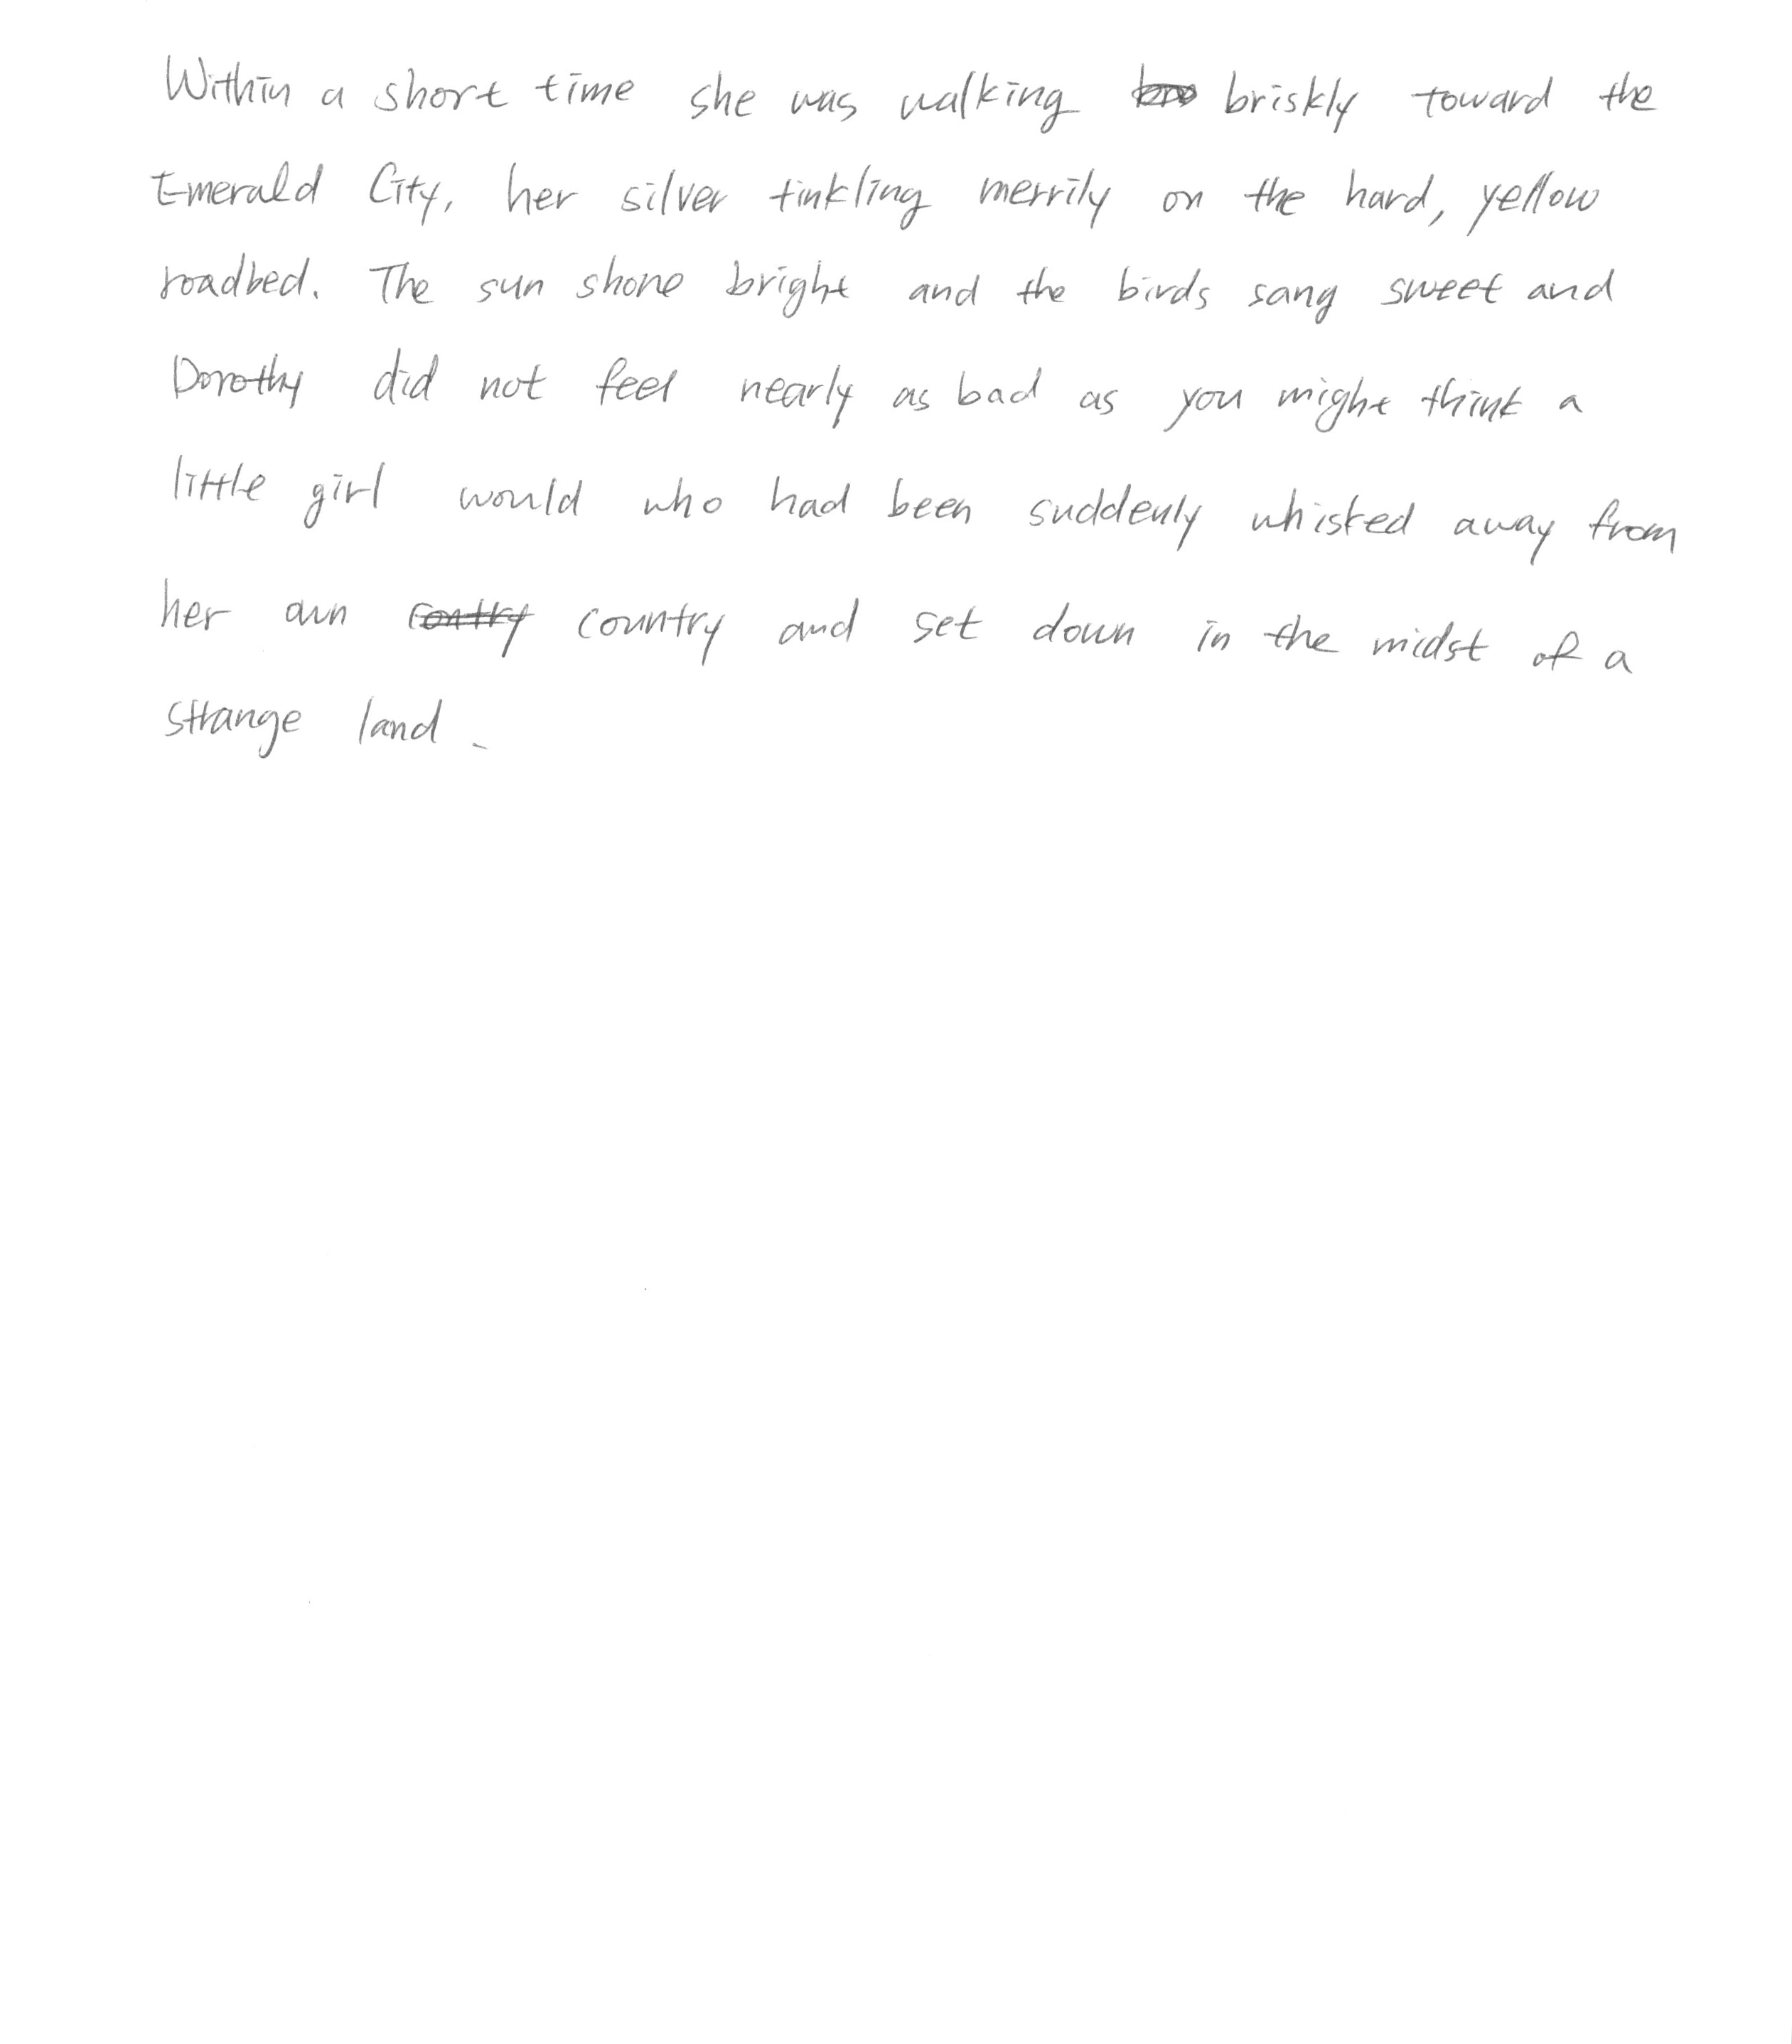 Within a short time she was walking briskly toward the
Emerald City, her silver tinkling merrily on the hard, yellow
roadbed. The sun shone bright and the birds sang sweet and
Dorothy did not feel nearly as bad as you might think a
little girl would who had been suddenly whisked away from
her own contry country and set down in the midst of a
strange land.